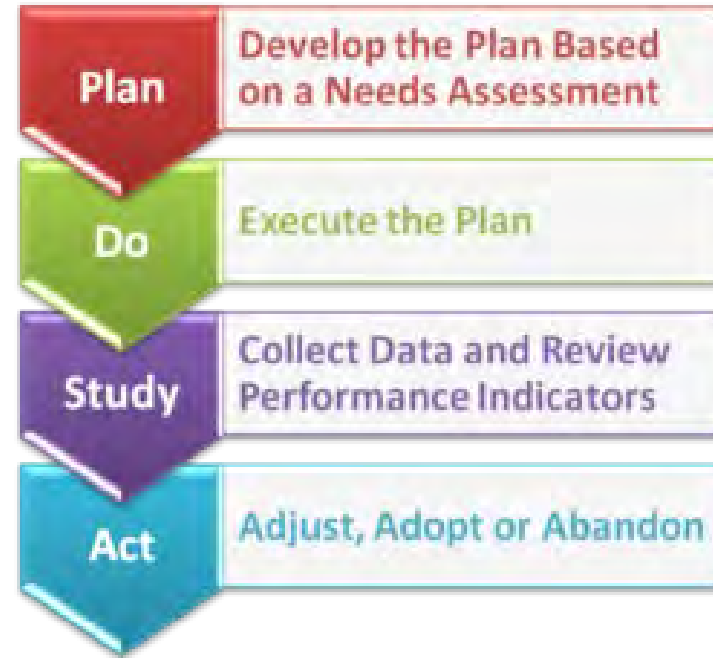 Plan
Develop the Plan Based
on a Needs Assessment
Do
Execute the Plan
Study
Collect Data and Review
Performance Indicators
Act
Adjust, Adopt or Abandon